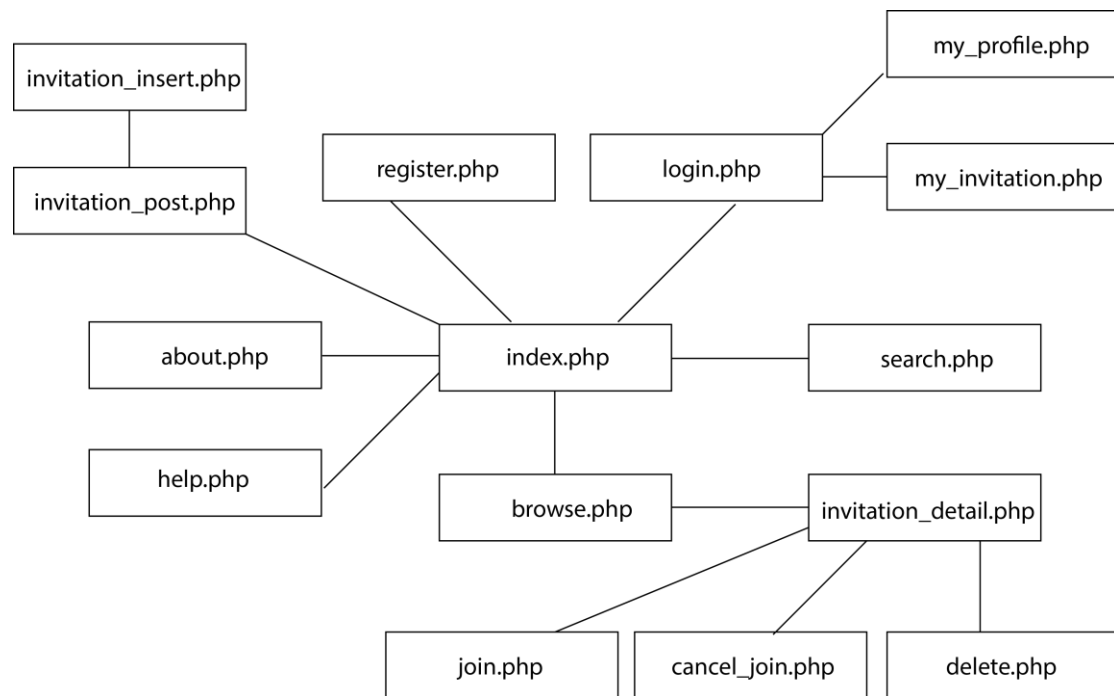 my_profile.php
invitation_insert.php
register.php
login.php
my_invitation.php
invitation_post.php
about.php
index.php
search.php
help.php
browse.php
invitation_detail.php
join.php
cancel_join.php
delete.php